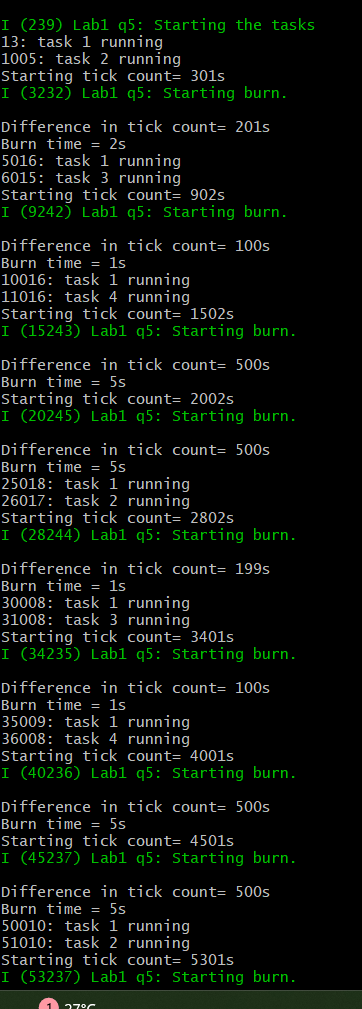 I (239) Lab1 q5: Starting the tasks
13: task 1 running
1005: task 2 running
Starting tick count= 301s
I (3232) Lab1 q5: Starting burn.
Difference in tick count= 201s
Burn time = 2s
5016: task 1 running
6015: task 3 running
Starting tick count= 902s
I (9242) Lab1 q5: Starting burn.
Difference in tick count= 100s
Burn time = 1s
10016: task 1 running
11016: task 4 running
Starting tick count= 1502s
I (15243) Lab1 q5: Starting burn.
Difference in tick count= 500s
Burn time = 5s
Starting tick count= 2002s
I (20245) Lab1 q5: Starting burn.
Difference in tick count= 500s
Burn time = 5s
25018: task 1 running
26017: task 2 running
Starting tick count= 2802s
I (28244) Lab1 q5: Starting burn.
Difference in tick count= 199s
Burn time = 1s
30008: task 1 running
31008: task 3 running
Starting tick count= 3401s
I (34235) Lab1 q5: Starting burn.
Difference in tick count= 100s
Burn time = 1s
35009: task 1 running
36008: task 4 running
Starting tick count= 4001s
I (40236) Lab1 q5: Starting burn.
Difference in tick count= 500s
Burn time = 5s
Starting tick count= 4501s
I (45237) Lab1 q5: Starting burn.
Difference in tick count= 500s
Burn time = 5s
50010: task 1 running
51010: task 2 running
Starting tick count= 5301s
I (53237) Lab1 q5: Starting burn.
1 27°C